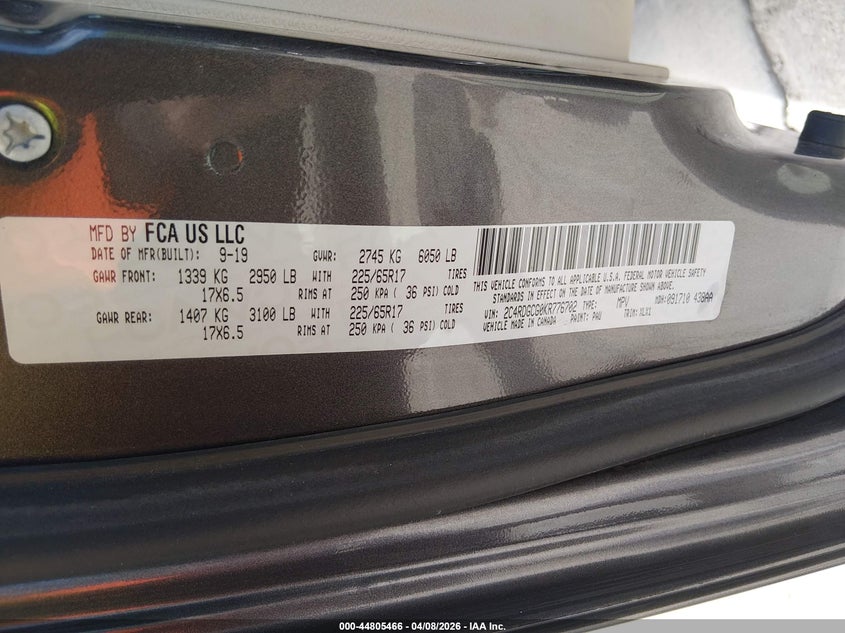 MFD BY FCA US LLC
DATE OF MFR(BUILT): 9-19 GVWR: 2745 KG 6050 LB
GAWR FRONT: 1339 KG 2950 LB WITH 225/65R17 TIRES
17X6.5 RIMS AT 250 KPA ( 36 PSI) COLD
GAWR REAR: 1407 KG 3100 LB WITH 225/65R17 TIRES
17X6.5 RIMS AT 250 KPA ( 36 PSI) COLD
THIS VEHICLE CONFORMS TO ALL APPLICABLE U.S.A. FEDERAL MOTOR VEHICLE SAFETY
STANDARDS IN EFFECT ON THE DATE OF MANUFACTURE SHOWN ABOVE.
VIN: 2C4RDGCG0KR776702 TYPE: MPV MDH: 091710 438AA
VEHICLE MADE IN CANADA PAINT: PAU TRIM: XLX1
000-44805466 - 04/08/2026 - IAA Inc.